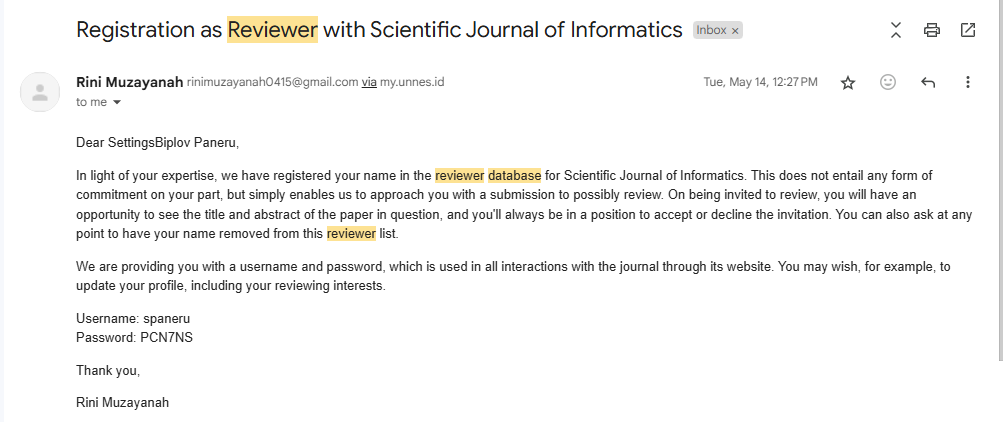 Registration as Reviewer with Scientific Journal of Informatics Inbox ×
Rini Muzayanah rinimuzayanah0415@gmail.com via my.unnes.id Tue, May 14, 12:27 PM
to me
Dear SettingsBiplov Paneru,
In light of your expertise, we have registered your name in the reviewer database for Scientific Journal of Informatics. This does not entail any form of
commitment on your part, but simply enables us to approach you with a submission to possibly review. On being invited to review, you will have an
opportunity to see the title and abstract of the paper in question, and you'll always be in a position to accept or decline the invitation. You can also ask at any
point to have your name removed from this reviewer list.
We are providing you with a username and password, which is used in all interactions with the journal through its website. You may wish, for example, to
update your profile, including your reviewing interests.
Username: spaneru
Password: PCN7NS
Thank you,
Rini Muzayanah